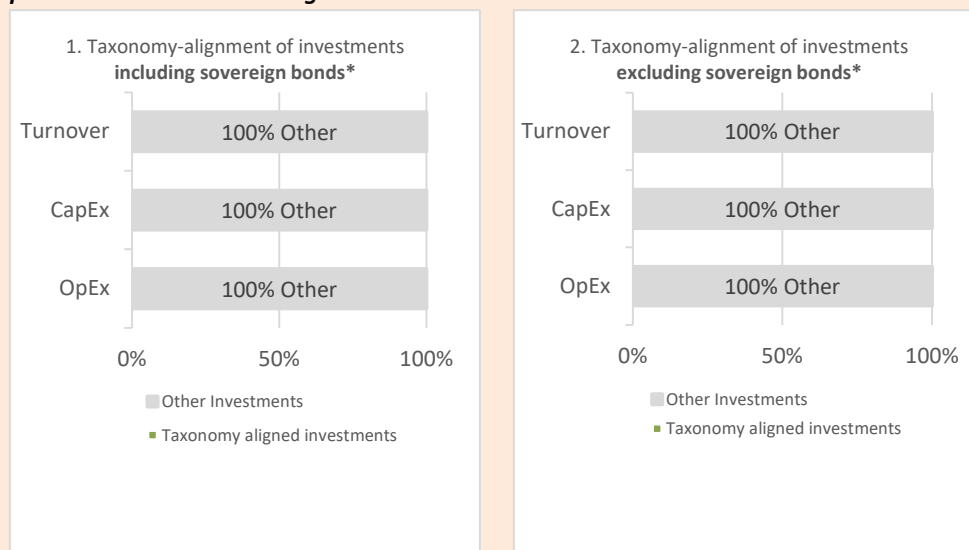 1. Taxonomy-alignment of investments
including sovereign bonds*
Turnover
100% Other
CapEx
100% Other
OpEx
100% Other
0%
50%
100%
Other Investments
Taxonomy aligned investments
2. Taxonomy-alignment of investments
excluding sovereign bonds*
Turnover
100% Other
CapEx
100% Other
OpEx
100% Other
0%
50%
100%
Other Investments
Taxonomy aligned investments